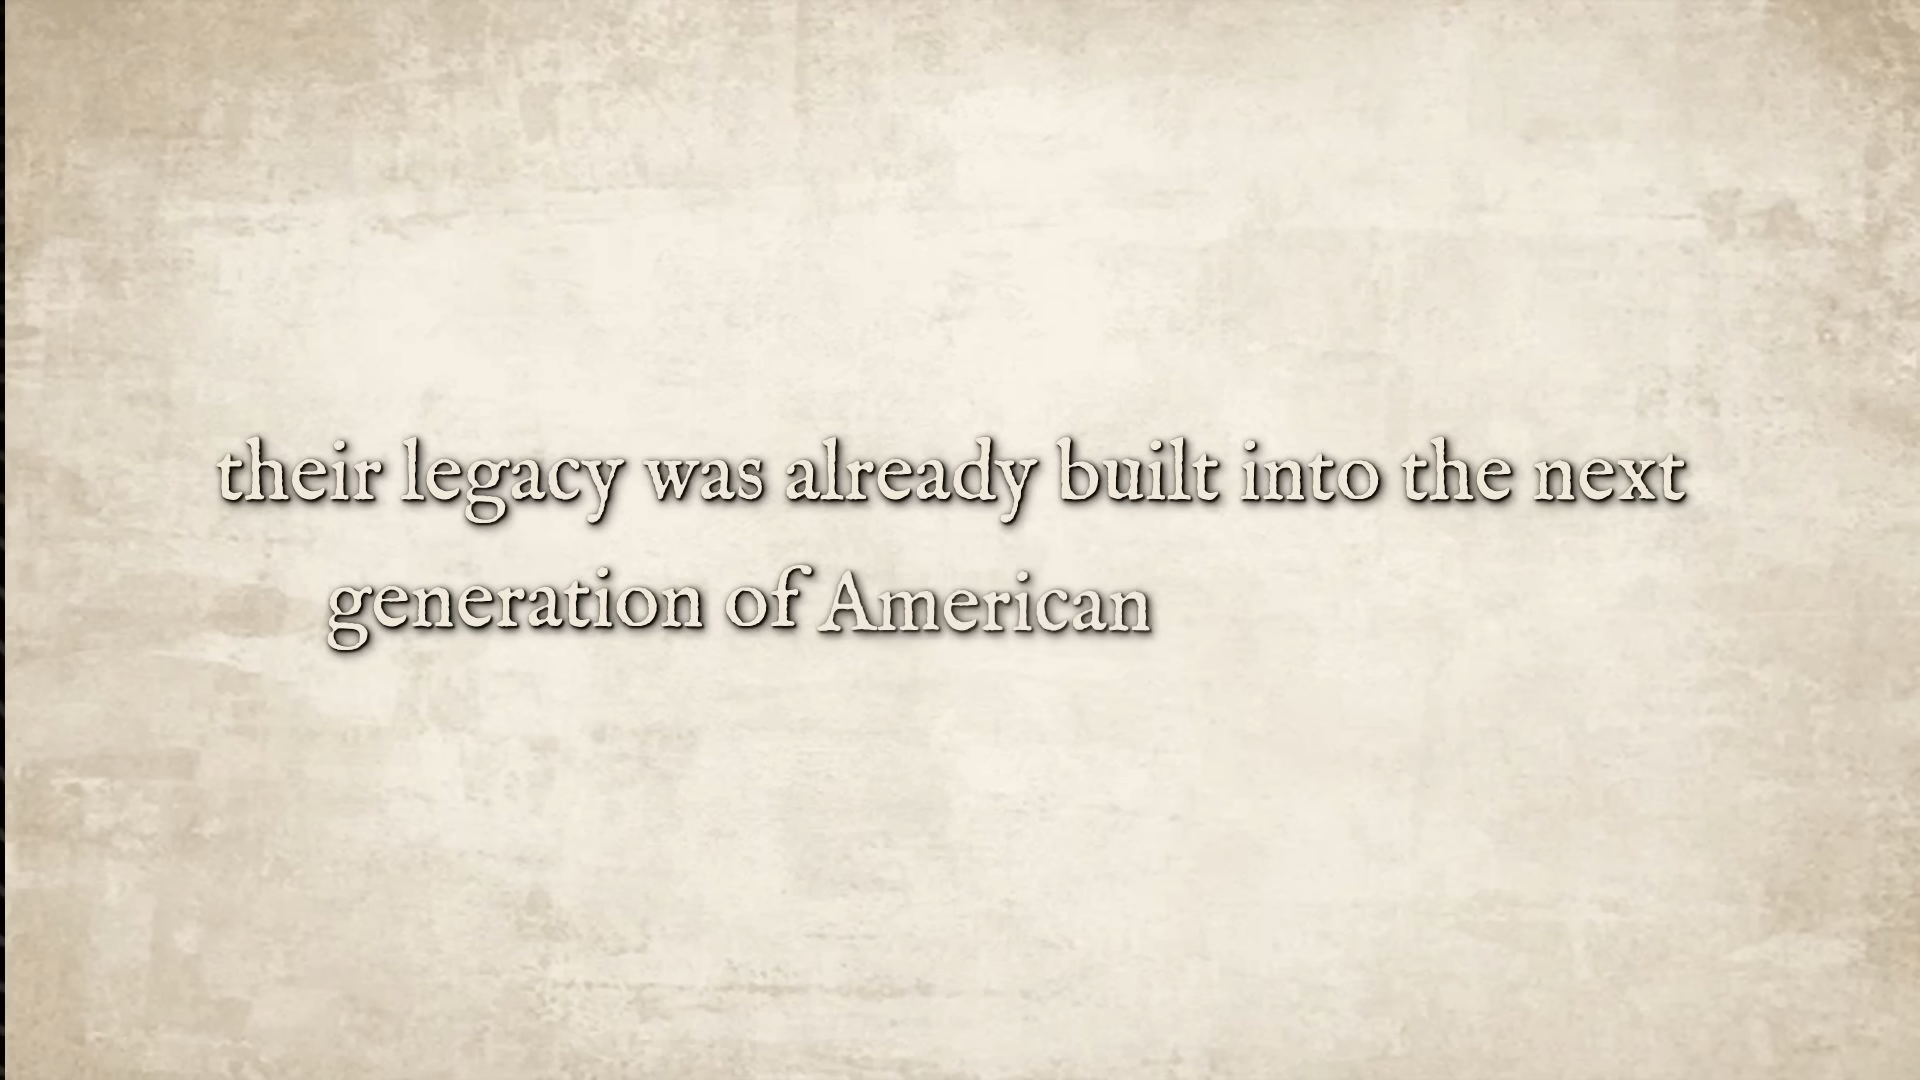 their legacy was already built into the next
generation of American